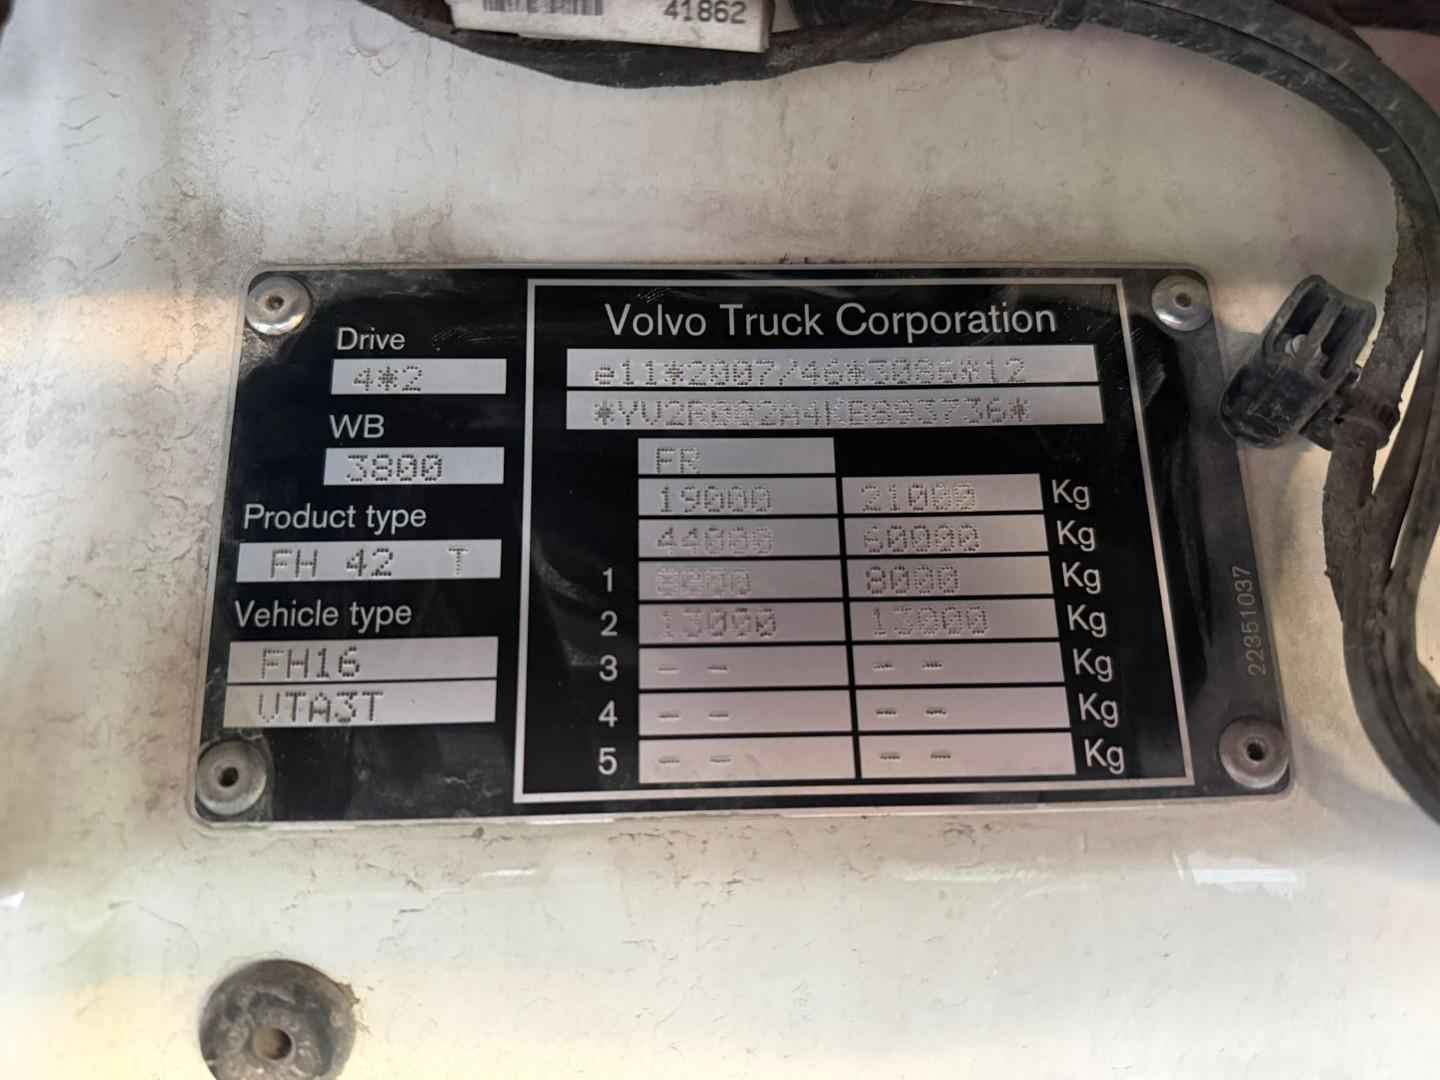 41862
Volvo Truck Corporation
Drive
4*2
WB
3800
Product type
FH 42 T
Vehicle type
FH16
VTA3T
e11*2007/46*3086*12
*YV2R002A4KB893736*
FR
19000 21000 Kg
44000 60000 Kg
1 8000 8000 Kg
2 13000 13000 Kg
3 -- -- Kg
4 -- -- Kg
5 -- -- Kg
22351037